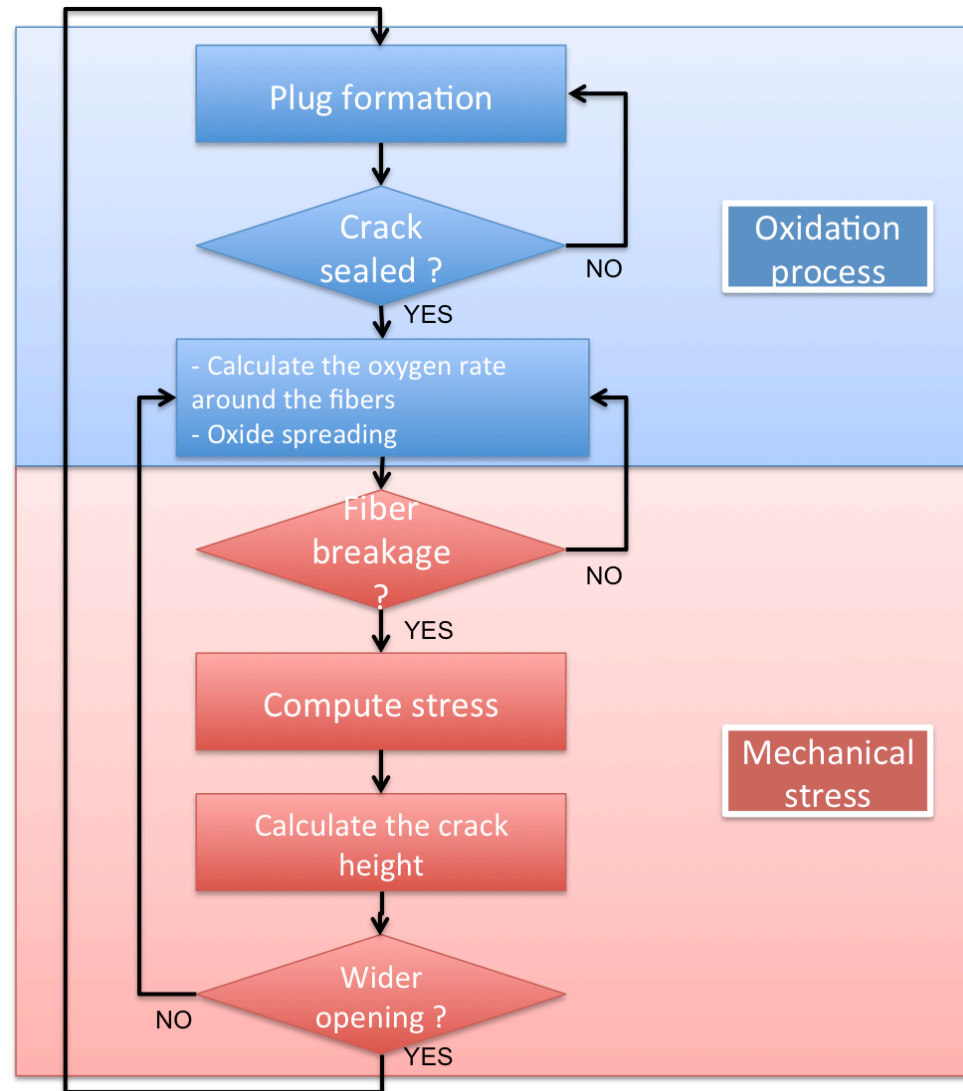 Plug formation
Crack
sealed ?
NO
YES
Oxidation
process
- Calculate the oxygen rate
around the fibers
- Oxide spreading
Fiber
breakage
?
NO
YES
Compute stress
Mechanical
stress
Calculate the crack
height
Wider
opening ?
NO
YES